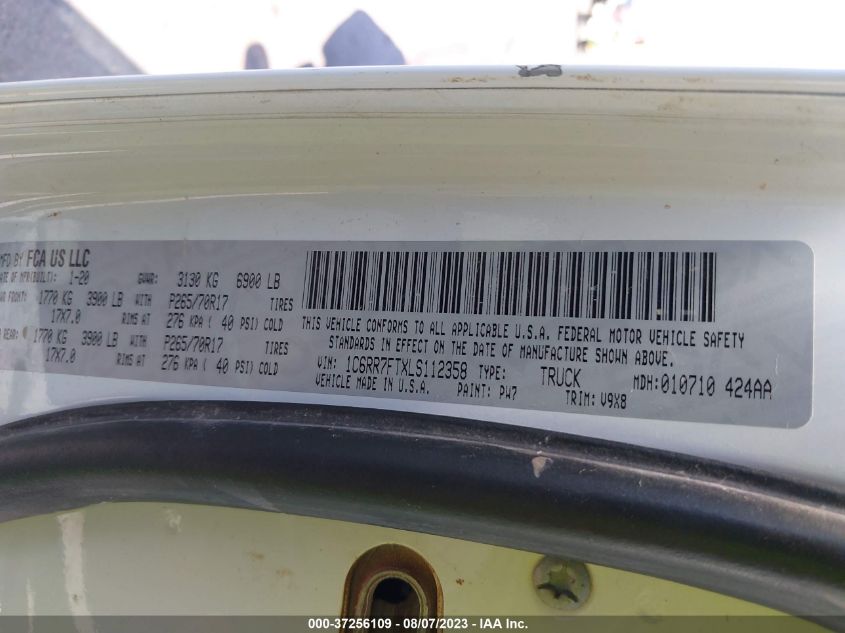 MFD BY FCA US LLC
DATE OF MFR(BUILT): 1-20 GVWR: 3130 KG 6900 LB
FRONT: 1770 KG 3900 LB WITH P265/70R17 TIRES
17X7.0 RIMS AT 276 KPA ( 40 PSI) COLD
REAR: 1770 KG 3900 LB WITH P265/70R17 TIRES
17X7.0 RIMS AT 276 KPA ( 40 PSI) COLD
THIS VEHICLE CONFORMS TO ALL APPLICABLE U.S.A. FEDERAL MOTOR VEHICLE SAFETY
STANDARDS IN EFFECT ON THE DATE OF MANUFACTURE SHOWN ABOVE.
VIN: 1C6RR7FTXLS112358 TYPE: TRUCK MDH:010710 424AA
VEHICLE MADE IN U.S.A. PAINT: PW7 TRIM: V9X8
000-37256109 - 08/07/2023 - IAA Inc.